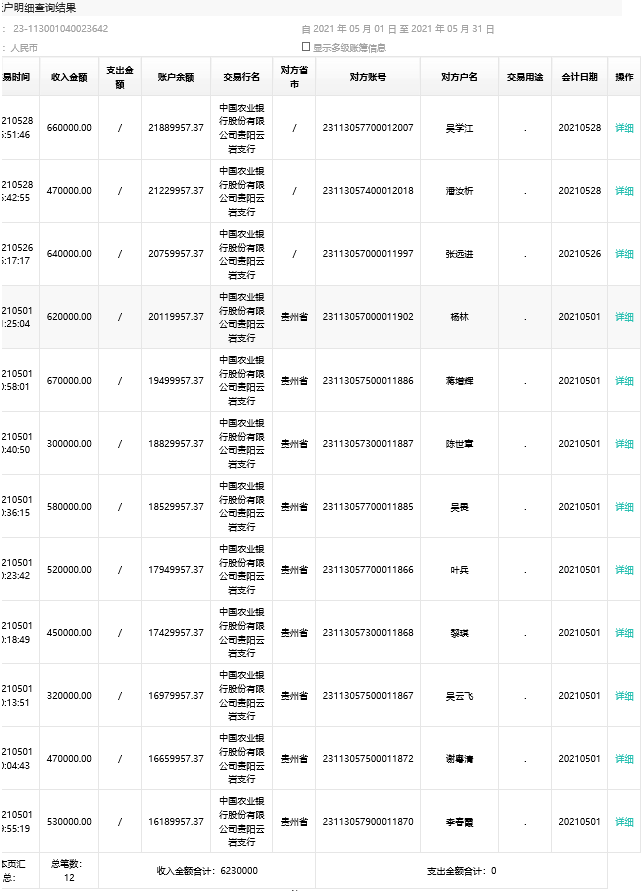 户明细查询结果
: 23-113001040023642 自 2021 年 05 月 01 日 至 2021 年 05 月 31 日
: 人民币 显示多级账簿信息
易时间 收入金额 支出金额 账户余额 交易行名 对方省市 对方账号 对方户名 交易用途 会计日期 操作
210528 :51:46 660000.00 / 21889957.37 中国农业银行股份有限公司贵阳云岩支行 / 23113057700012007 吴学江 . 20210528 详细
210528 :42:55 470000.00 / 21229957.37 中国农业银行股份有限公司贵阳云岩支行 / 23113057400012018 潘汝析 . 20210528 详细
210526 :17:17 640000.00 / 20759957.37 中国农业银行股份有限公司贵阳云岩支行 / 23113057000011997 张远进 . 20210526 详细
210501 :25:04 620000.00 / 20119957.37 中国农业银行股份有限公司贵阳云岩支行 贵州省 23113057000011902 杨林 . 20210501 详细
210501 :58:01 670000.00 / 19499957.37 中国农业银行股份有限公司贵阳云岩支行 贵州省 23113057500011886 蒋增辉 . 20210501 详细
210501 :40:50 300000.00 / 18829957.37 中国农业银行股份有限公司贵阳云岩支行 贵州省 23113057300011887 陈世章 . 20210501 详细
210501 :36:15 580000.00 / 18529957.37 中国农业银行股份有限公司贵阳云岩支行 贵州省 23113057700011885 吴 . 20210501 详细
210501 :23:42 520000.00 / 17949957.37 中国农业银行股份有限公司贵阳云岩支行 贵州省 23113057700011866 叶兵 . 20210501 详细
210501 :18:49 450000.00 / 17429957.37 中国农业银行股份有限公司贵阳云岩支行 贵州省 23113057300011868 黎琪 . 20210501 详细
210501 :13:51 320000.00 / 16979957.37 中国农业银行股份有限公司贵阳云岩支行 贵州省 23113057500011867 吴云飞 . 20210501 详细
210501 :04:43 470000.00 / 16659957.37 中国农业银行股份有限公司贵阳云岩支行 贵州省 23113057500011872 谢粤清 . 20210501 详细
210501 :55:19 530000.00 / 16189957.37 中国农业银行股份有限公司贵阳云岩支行 贵州省 23113057900011870 李春霞 . 20210501 详细
本页汇总: 总笔数: 12 收入金额合计: 6230000 支出金额合计: 0